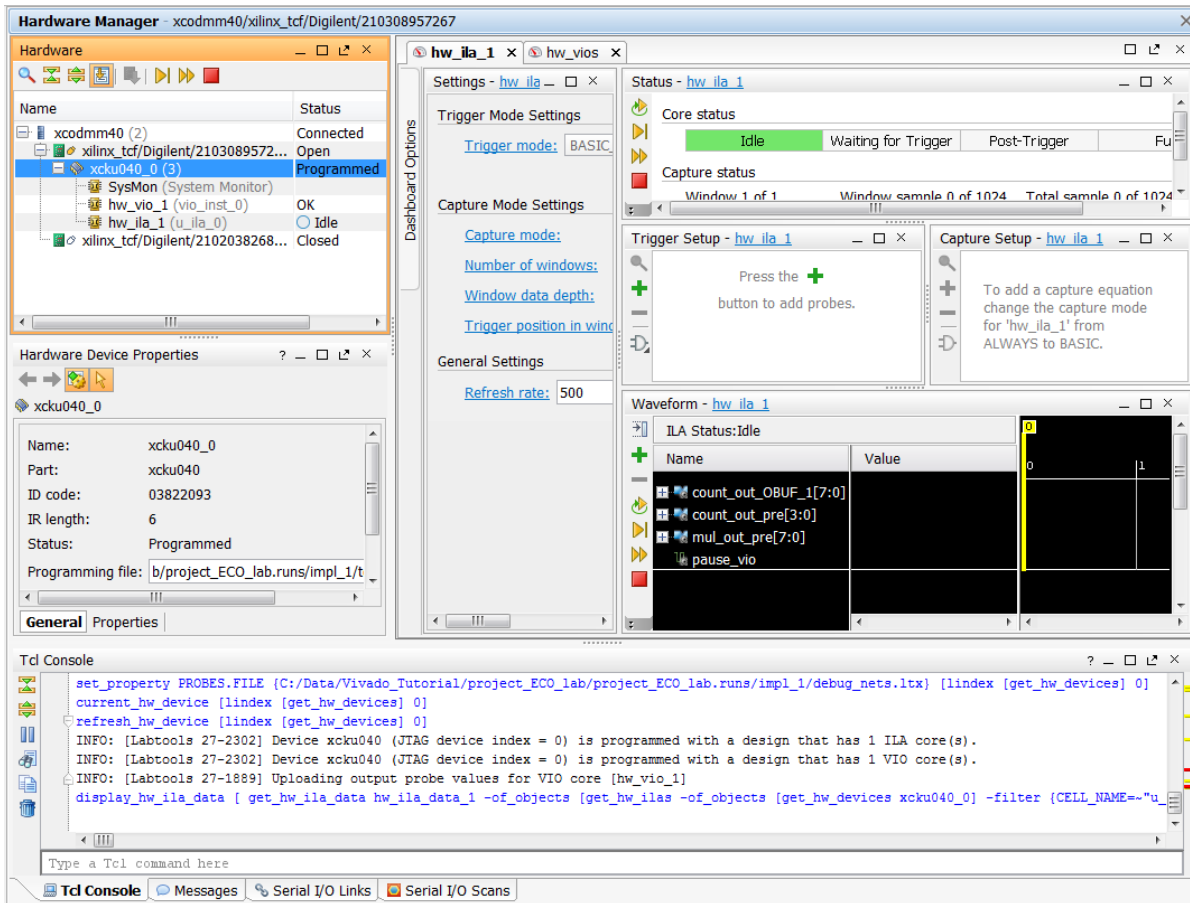 Hardware Manager - xcodmm40/xilinx_tcf/Digilent/210308957267
Hardware
Name Status
xcodmm40 (2) Connected
xilinx_tcf/Digilent/2103089572... Open
xcku040_0 (3) Programmed
SysMon (System Monitor)
hw_vio_1 (vio_inst_0) OK
hw_ila_1 (u_ila_0) Idle
xilinx_tcf/Digilent/2102038268... Closed
Hardware Device Properties
xcku040_0
Name: xcku040_0
Part: xcku040
ID code: 03822093
IR length: 6
Status: Programmed
Programming file: b/project_ECO_lab.runs/impl_1/t
General Properties
hw_ila_1 hw_vios
Dashboard Options
Settings - hw_ila
Trigger Mode Settings
Trigger mode: BASIC_
Capture Mode Settings
Capture mode:
Number of windows:
Window data depth:
Trigger position in wind
General Settings
Refresh rate: 500
Status - hw_ila_1
Core status
Idle Waiting for Trigger Post-Trigger Fu
Capture status
Window 1 of 1 Window sample 0 of 1024 Total sample 0 of 1024
Trigger Setup - hw_ila_1
Press the
button to add probes.
Capture Setup - hw_ila_1
To add a capture equation
change the capture mode
for 'hw_ila_1' from
ALWAYS to BASIC.
Waveform - hw_ila_1
ILA Status:Idle
Name Value
count_out_OBUF_1[7:0]
count_out_pre[3:0]
mul_out_pre[7:0]
pause_vio
0
0 1
Tcl Console
set_property PROBES.FILE {C:/Data/Vivado_Tutorial/project_ECO_lab/project_ECO_lab.runs/impl_1/debug_nets.ltx} [lindex [get_hw_devices] 0]
current_hw_device [lindex [get_hw_devices] 0]
refresh_hw_device [lindex [get_hw_devices] 0]
INFO: [Labtools 27-2302] Device xcku040 (JTAG device index = 0) is programmed with a design that has 1 ILA core(s).
INFO: [Labtools 27-2302] Device xcku040 (JTAG device index = 0) is programmed with a design that has 1 VIO core(s).
INFO: [Labtools 27-1889] Uploading output probe values for VIO core [hw_vio_1]
display_hw_ila_data [ get_hw_ila_data hw_ila_data_1 -of_objects [get_hw_ilas -of_objects [get_hw_devices xcku040_0] -filter {CELL_NAME=~"u_
Type a Tcl command here
Tcl Console Messages Serial I/O Links Serial I/O Scans